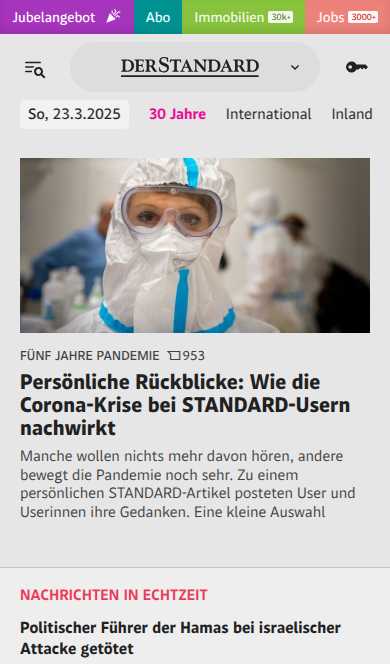 Jubelangebot Abo Immobilien 30k+ Jobs 3000+
DERSTANDARD
So, 23.3.2025 30 Jahre International Inland
FÜNF JAHRE PANDEMIE 953
Persönliche Rückblicke: Wie die
Corona-Krise bei STANDARD-Usern
nachwirkt
Manche wollen nichts mehr davon hören, andere
bewegt die Pandemie noch sehr. Zu einem
persönlichen STANDARD-Artikel posteten User und
Userinnen ihre Gedanken. Eine kleine Auswahl
NACHRICHTEN IN ECHTZEIT
Politischer Führer der Hamas bei israelischer
Attacke getötet